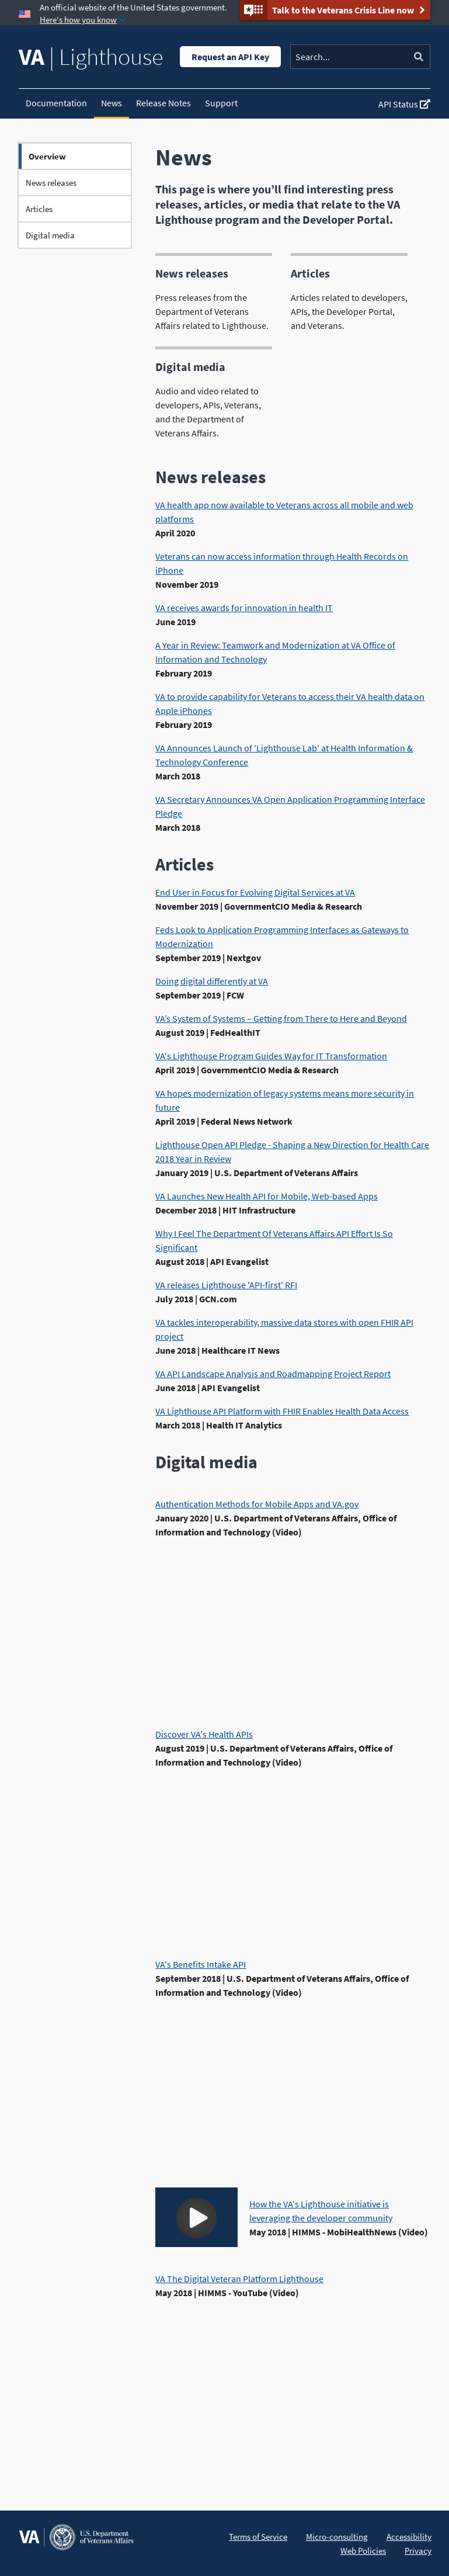 An official website of the United States government.
Here's how you know
Talk to the Veterans Crisis Line now
VA | Lighthouse
Request an API Key
Search...
Documentation
News
Release Notes
Support
API Status
Overview
News releases
Articles
Digital media
News
This page is where you’ll find interesting press
releases, articles, or media that relate to the VA
Lighthouse program and the Developer Portal.
News releases
Press releases from the
Department of Veterans
Affairs related to Lighthouse.
Articles
Articles related to developers,
APIs, the Developer Portal,
and Veterans.
Digital media
Audio and video related to
developers, APIs, Veterans,
and the Department of
Veterans Affairs.
News releases
VA health app now available to Veterans across all mobile and web
platforms
April 2020
Veterans can now access information through Health Records on
iPhone
November 2019
VA receives awards for innovation in health IT
June 2019
A Year in Review: Teamwork and Modernization at VA Office of
Information and Technology
February 2019
VA to provide capability for Veterans to access their VA health data on
Apple iPhones
February 2019
VA Announces Launch of 'Lighthouse Lab' at Health Information &
Technology Conference
March 2018
VA Secretary Announces VA Open Application Programming Interface
Pledge
March 2018
Articles
End User in Focus for Evolving Digital Services at VA
November 2019 | GovernmentCIO Media & Research
Feds Look to Application Programming Interfaces as Gateways to
Modernization
September 2019 | Nextgov
Doing digital differently at VA
September 2019 | FCW
VA’s System of Systems – Getting from There to Here and Beyond
August 2019 | FedHealthIT
VA's Lighthouse Program Guides Way for IT Transformation
April 2019 | GovernmentCIO Media & Research
VA hopes modernization of legacy systems means more security in
future
April 2019 | Federal News Network
Lighthouse Open API Pledge - Shaping a New Direction for Health Care
2018 Year in Review
January 2019 | U.S. Department of Veterans Affairs
VA Launches New Health API for Mobile, Web-based Apps
December 2018 | HIT Infrastructure
Why I Feel The Department Of Veterans Affairs API Effort Is So
Significant
August 2018 | API Evangelist
VA releases Lighthouse 'API-first' RFI
July 2018 | GCN.com
VA tackles interoperability, massive data stores with open FHIR API
project
June 2018 | Healthcare IT News
VA API Landscape Analysis and Roadmapping Project Report
June 2018 | API Evangelist
VA Lighthouse API Platform with FHIR Enables Health Data Access
March 2018 | Health IT Analytics
Digital media
Authentication Methods for Mobile Apps and VA.gov
January 2020 | U.S. Department of Veterans Affairs, Office of
Information and Technology (Video)
Discover VA's Health APIs
August 2019 | U.S. Department of Veterans Affairs, Office of
Information and Technology (Video)
VA's Benefits Intake API
September 2018 | U.S. Department of Veterans Affairs, Office of
Information and Technology (Video)
How the VA's Lighthouse initiative is
leveraging the developer community
May 2018 | HIMMS - MobiHealthNews (Video)
VA The Digital Veteran Platform Lighthouse
May 2018 | HIMMS - YouTube (Video)
VA
U.S. Department
of Veterans Affairs
Terms of Service
Micro-consulting
Accessibility
Web Policies
Privacy